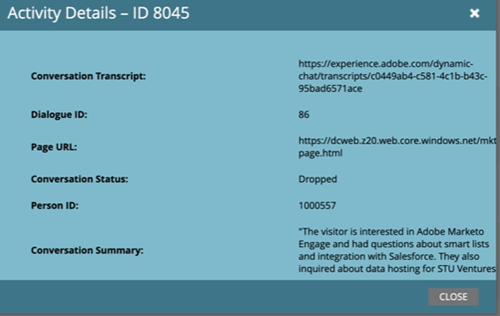 Activity Details – ID 8045
Conversation Transcript:
https://experience.adobe.com/dynamic-
chat/transcripts/c0449ab4-c581-4c1b-b43c-
95bad6571ace
Dialogue ID:
86
Page URL:
https://dcweb.z20.web.core.windows.net/mkt
page.html
Conversation Status:
Dropped
Person ID:
1000557
Conversation Summary:
"The visitor is interested in Adobe Marketo
Engage and had questions about smart lists
and integration with Salesforce. They also
inquired about data hosting for STU Ventures
CLOSE